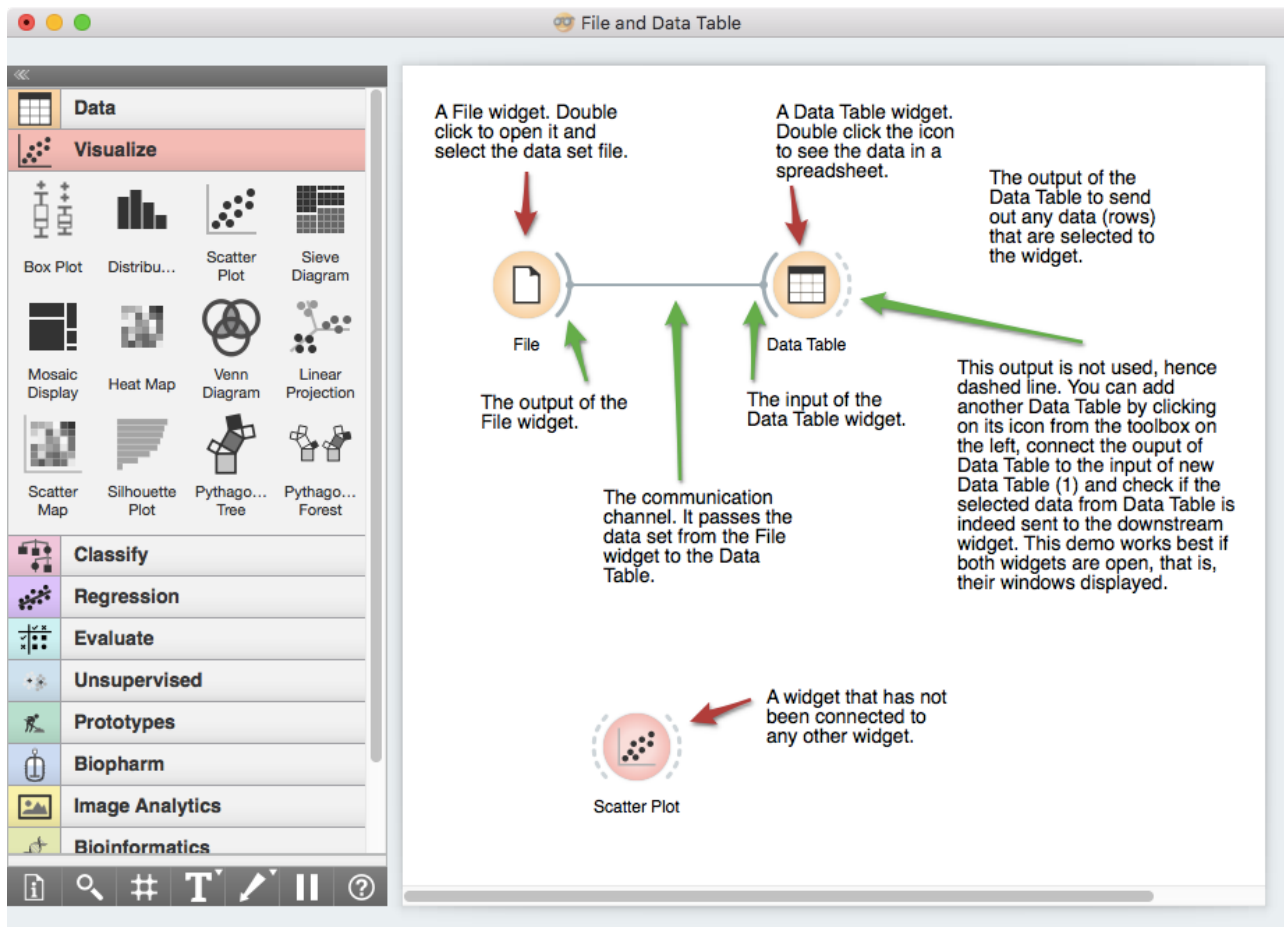 File and Data Table
Data
Visualize
Box Plot
Distribu...
Scatter
Plot
Sieve
Diagram
Mosaic
Display
Heat Map
Venn
Diagram
Linear
Projection
Scatter
Map
Silhouette
Plot
Pythago...
Tree
Pythago...
Forest
Classify
Regression
Evaluate
Unsupervised
Prototypes
Biopharm
Image Analytics
Bioinformatics
A File widget. Double
click to open it and
select the data set file.
A Data Table widget.
Double click the icon
to see the data in a
spreadsheet.
The output of the
Data Table to send
out any data (rows)
that are selected to
the widget.
File
Data Table
The output of the
File widget.
The input of the
Data Table widget.
This output is not used, hence
dashed line. You can add
another Data Table by clicking
on its icon from the toolbox on
the left, connect the ouput of
Data Table to the input of new
Data Table (1) and check if the
selected data from Data Table is
indeed sent to the downstream
widget. This demo works best if
both widgets are open, that is,
their windows displayed.
The communication
channel. It passes the
data set from the File
widget to the Data
Table.
A widget that has not
been connected to
any other widget.
Scatter Plot